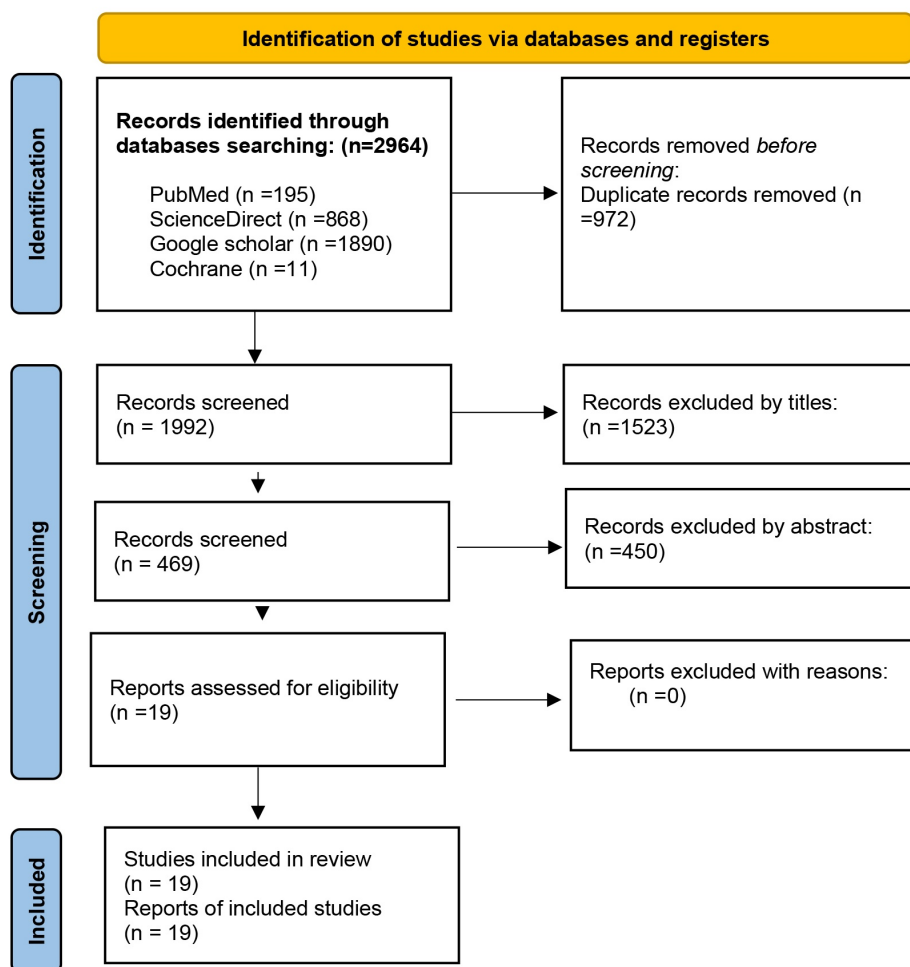 Identification of studies via databases and registers
Identification
Records identified through
databases searching: (n=2964)
PubMed (n =195)
ScienceDirect (n =868)
Google scholar (n =1890)
Cochrane (n =11)
Records removed before
screening:
Duplicate records removed (n
=972)
Screening
Records screened
(n = 1992)
Records excluded by titles:
(n =1523)
Records screened
(n = 469)
Records excluded by abstract:
(n =450)
Reports assessed for eligibility
(n =19)
Reports excluded with reasons:
(n =0)
Included
Studies included in review
(n = 19)
Reports of included studies
(n = 19)